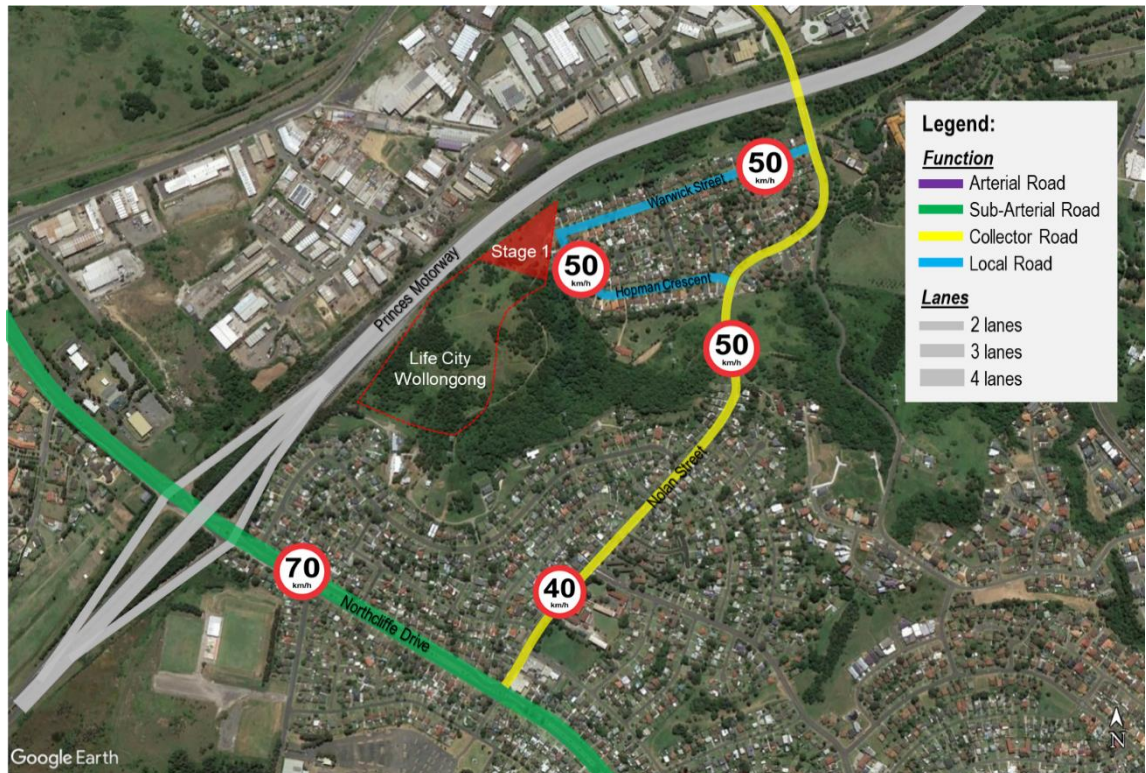 Legend:
Function
Arterial Road
Sub-Arterial Road
Collector Road
Local Road
Lanes
2 lanes
3 lanes
4 lanes
50
km/h
Warwick Street
Stage 1
50
km/h
Hopman Crescent
Princes Motorway
50
km/h
Life City
Wollongong
Nolan Street
70
km/h
40
km/h
Northcliffe Drive
N
Google Earth